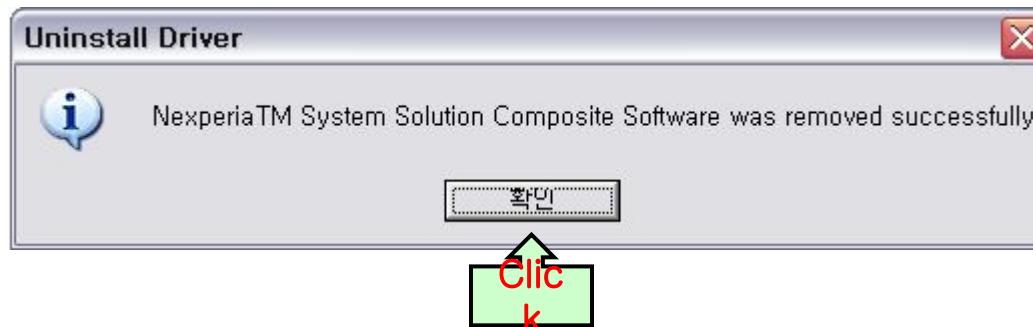 Uninstall Driver
NexperiaTM System Solution Composite Software was removed successfully
확인
Clic
k